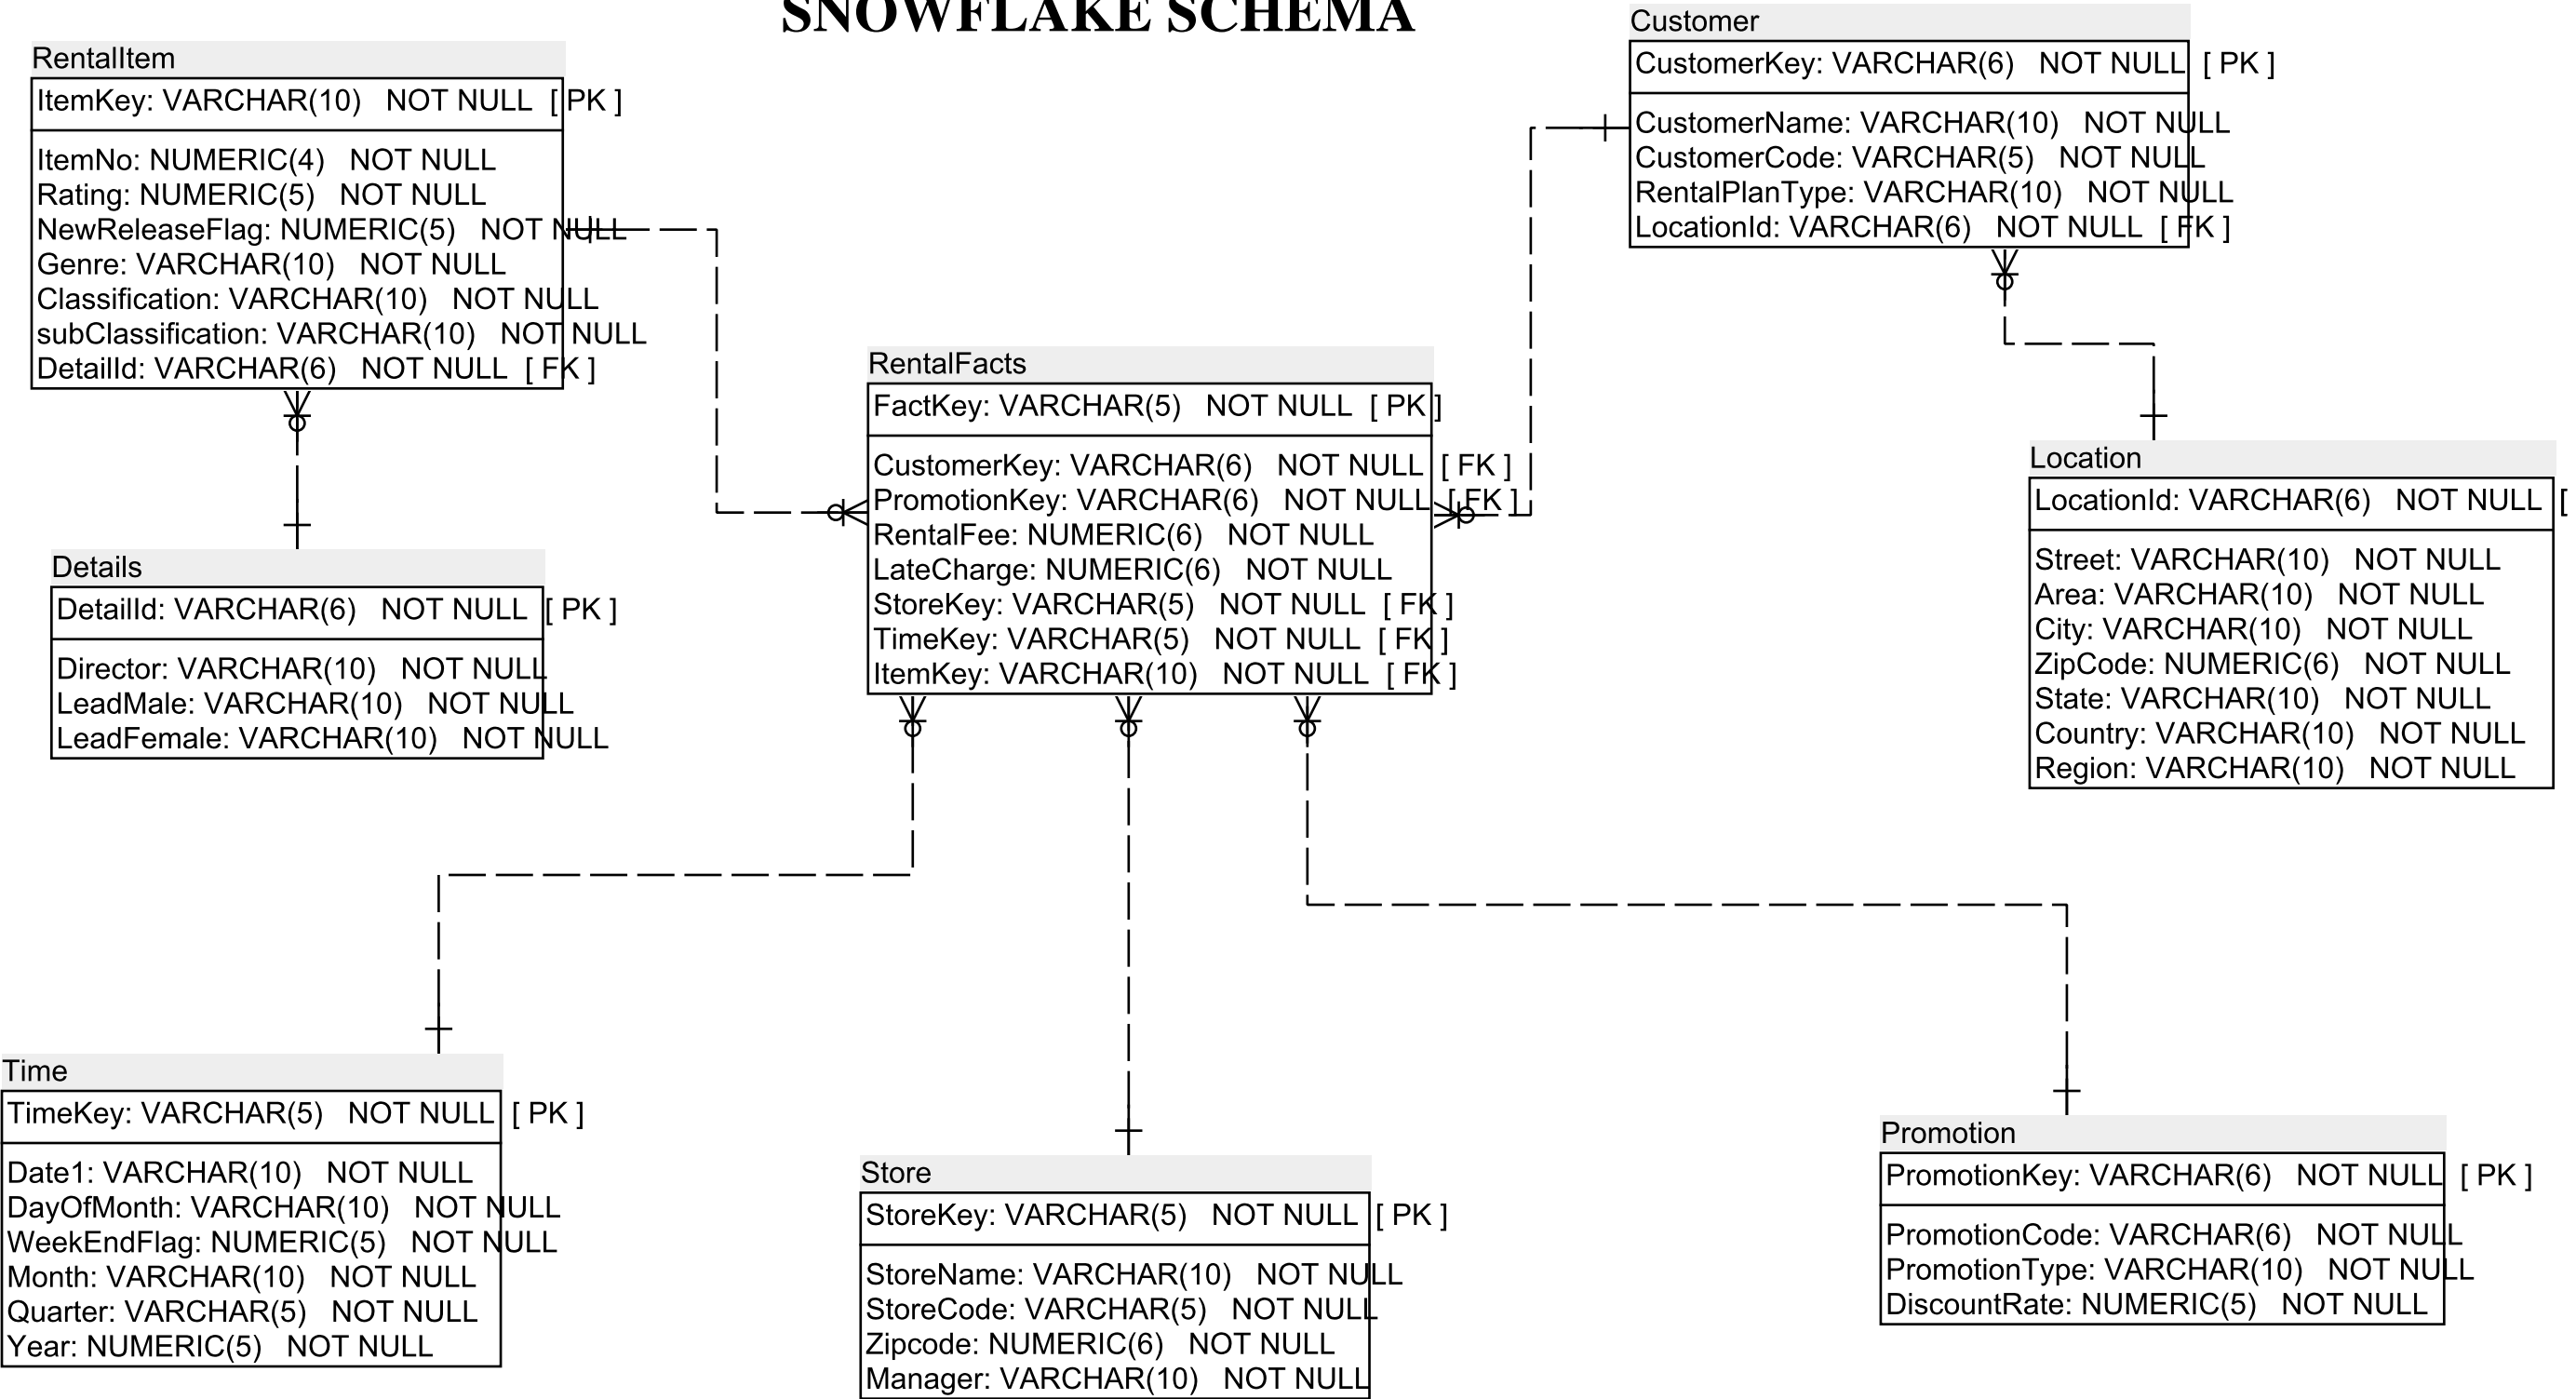 SNOWFLAKE SCHEMA
RentalItem
ItemKey: VARCHAR(10) NOT NULL [ PK ]
ItemNo: NUMERIC(4) NOT NULL
Rating: NUMERIC(5) NOT NULL
NewReleaseFlag: NUMERIC(5) NOT NULL
Genre: VARCHAR(10) NOT NULL
Classification: VARCHAR(10) NOT NULL
subClassification: VARCHAR(10) NOT NULL
DetailId: VARCHAR(6) NOT NULL [ FK ]
Customer
CustomerKey: VARCHAR(6) NOT NULL [ PK ]
CustomerName: VARCHAR(10) NOT NULL
CustomerCode: VARCHAR(5) NOT NULL
RentalPlanType: VARCHAR(10) NOT NULL
LocationId: VARCHAR(6) NOT NULL [ FK ]
RentalFacts
FactKey: VARCHAR(5) NOT NULL [ PK ]
CustomerKey: VARCHAR(6) NOT NULL [ FK ]
PromotionKey: VARCHAR(6) NOT NULL [ FK ]
RentalFee: NUMERIC(6) NOT NULL
LateCharge: NUMERIC(6) NOT NULL
StoreKey: VARCHAR(5) NOT NULL [ FK ]
TimeKey: VARCHAR(5) NOT NULL [ FK ]
ItemKey: VARCHAR(10) NOT NULL [ FK ]
Location
LocationId: VARCHAR(6) NOT NULL [
Street: VARCHAR(10) NOT NULL
Area: VARCHAR(10) NOT NULL
City: VARCHAR(10) NOT NULL
ZipCode: NUMERIC(6) NOT NULL
State: VARCHAR(10) NOT NULL
Country: VARCHAR(10) NOT NULL
Region: VARCHAR(10) NOT NULL
Details
DetailId: VARCHAR(6) NOT NULL [ PK ]
Director: VARCHAR(10) NOT NULL
LeadMale: VARCHAR(10) NOT NULL
LeadFemale: VARCHAR(10) NOT NULL
Time
TimeKey: VARCHAR(5) NOT NULL [ PK ]
Date1: VARCHAR(10) NOT NULL
DayOfMonth: VARCHAR(10) NOT NULL
WeekEndFlag: NUMERIC(5) NOT NULL
Month: VARCHAR(10) NOT NULL
Quarter: VARCHAR(5) NOT NULL
Year: NUMERIC(5) NOT NULL
Store
StoreKey: VARCHAR(5) NOT NULL [ PK ]
StoreName: VARCHAR(10) NOT NULL
StoreCode: VARCHAR(5) NOT NULL
Zipcode: NUMERIC(6) NOT NULL
Manager: VARCHAR(10) NOT NULL
Promotion
PromotionKey: VARCHAR(6) NOT NULL [ PK ]
PromotionCode: VARCHAR(6) NOT NULL
PromotionType: VARCHAR(10) NOT NULL
DiscountRate: NUMERIC(5) NOT NULL